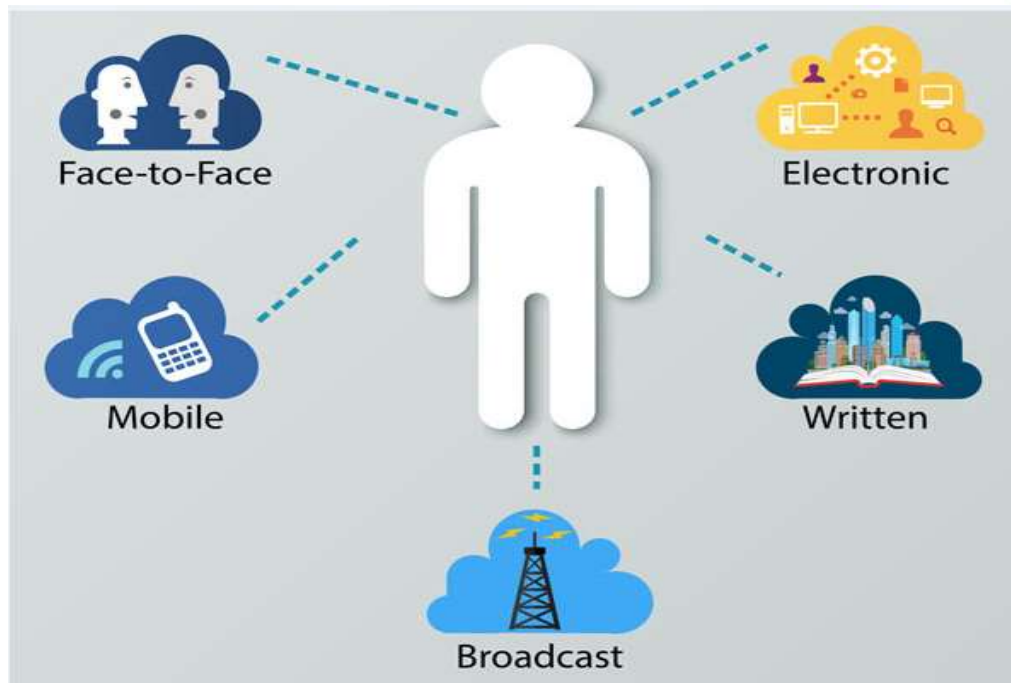 Face-to-Face
Electronic
Mobile
Written
Broadcast